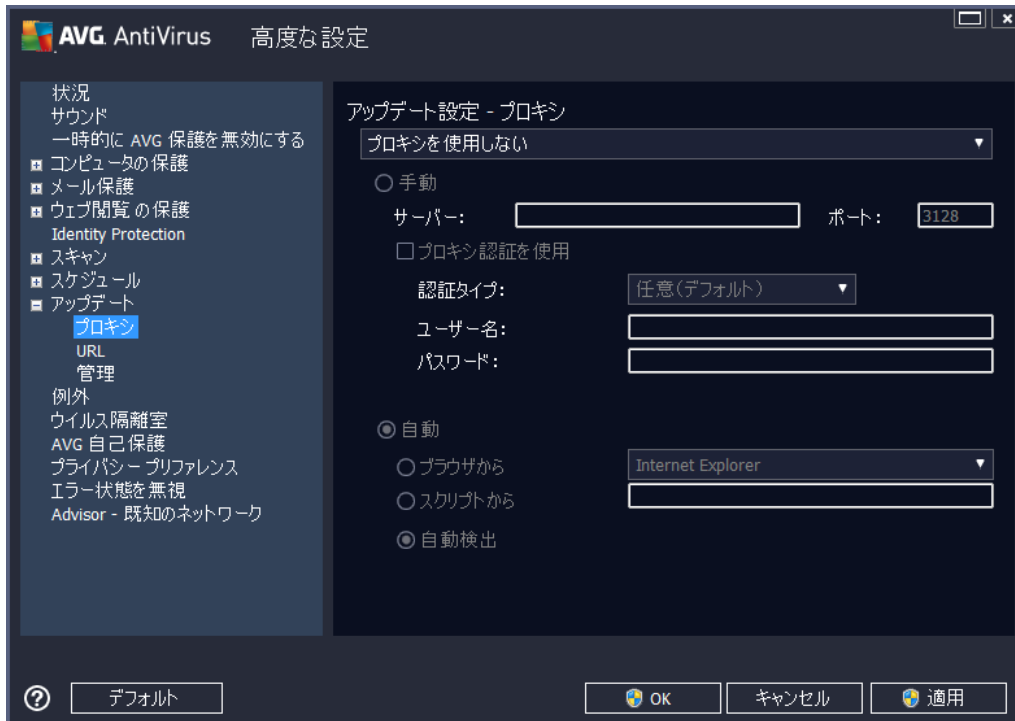 AVG AntiVirus 高度な設定
状況
サウンド
一時的に AVG 保護を無効にする
コンピュータの保護
メール保護
ウェブ閲覧 の保護
Identity Protection
スキャン
スケジュール
アップデート
プロキシ
URL
管理
例外
ウイルス隔離室
AVG 自己保護
プライバシー プリファレンス
エラー状態を無視
Advisor - 既知のネットワーク
アップデート設定 - プロキシ
プロキシを使用しない
手動
サーバー: ポート: 3128
プロキシ認証を使用
認証タイプ: 任意(デフォルト)
ユーザー名:
パスワード:
自動
ブラウザから Internet Explorer
スクリプトから
自動検出
デフォルト OK キャンセル 適用